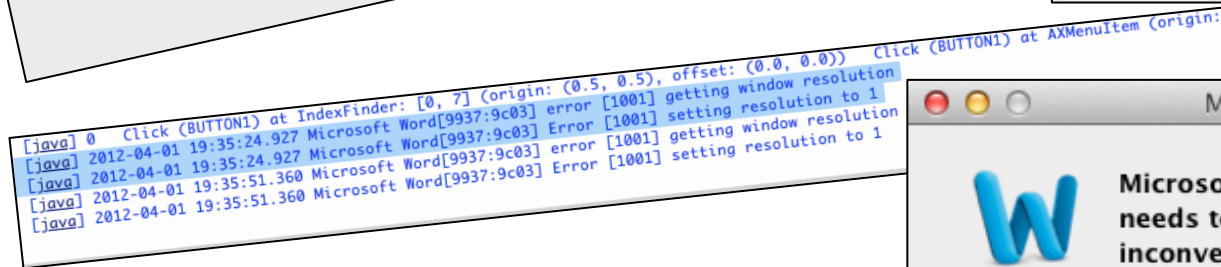 [java] 0 Click (BUTTON1) at IndexFinder: [0, 7] (origin: (0.5, 0.5), offset: (0.0, 0.0)) Click (BUTTON1) at AXMenuItem (origin:
[java] 2012-04-01 19:35:24.927 Microsoft Word[9937:9c03] error [1001] getting window resolution
[java] 2012-04-01 19:35:24.927 Microsoft Word[9937:9c03] Error [1001] setting resolution to 1
[java] 2012-04-01 19:35:51.360 Microsoft Word[9937:9c03] error [1001] getting window resolution
[java] 2012-04-01 19:35:51.360 Microsoft Word[9937:9c03] Error [1001] setting resolution to 1
needs